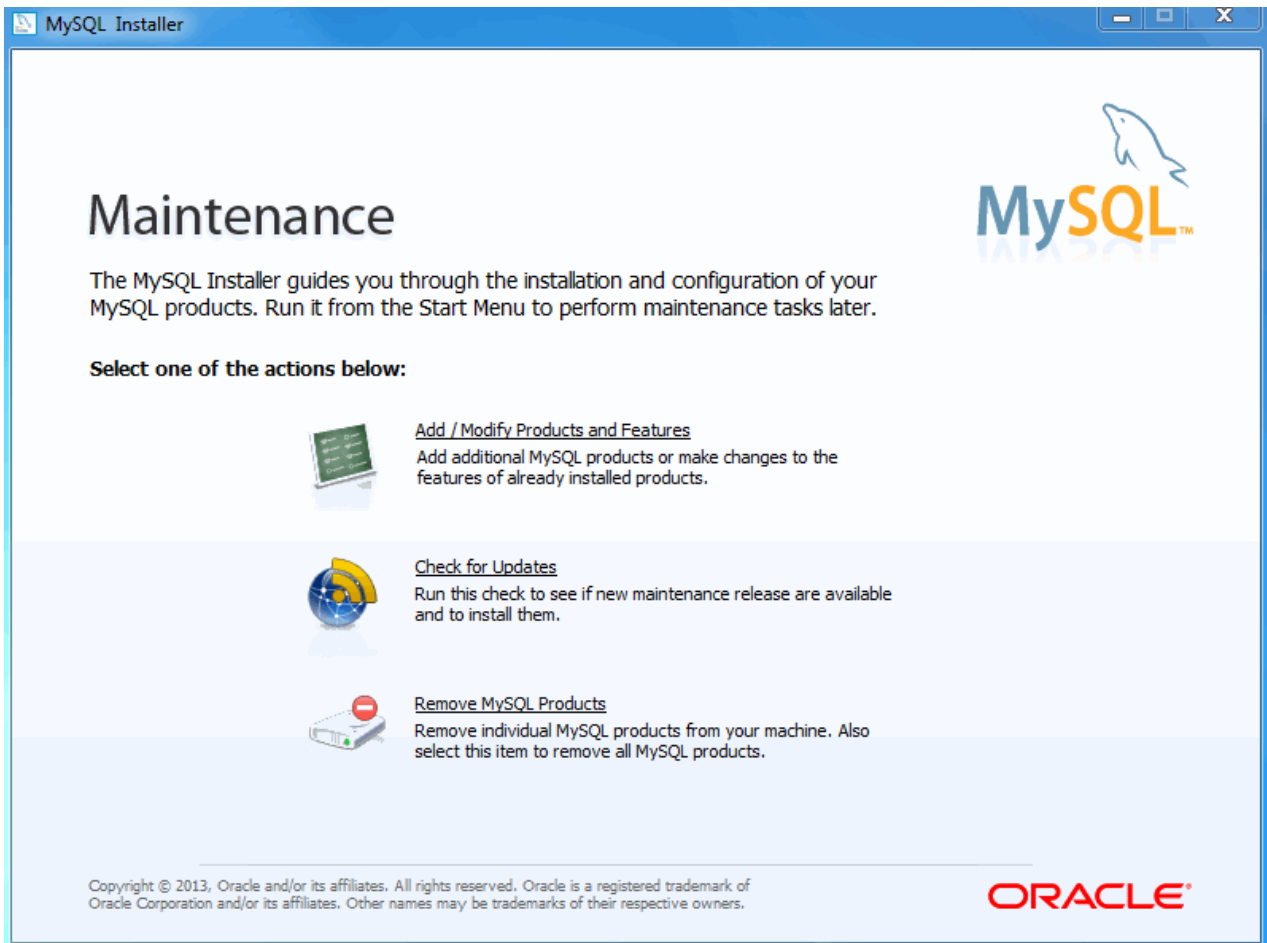 MySQL Installer
MySQL™
Maintenance
The MySQL Installer guides you through the installation and configuration of your
MySQL products. Run it from the Start Menu to perform maintenance tasks later.
Select one of the actions below:
Add / Modify Products and Features
Add additional MySQL products or make changes to the
features of already installed products.
Check for Updates
Run this check to see if new maintenance release are available
and to install them.
Remove MySQL Products
Remove individual MySQL products from your machine. Also
select this item to remove all MySQL products.
Copyright © 2013, Oracle and/or its affiliates. All rights reserved. Oracle is a registered trademark of
Oracle Corporation and/or its affiliates. Other names may be trademarks of their respective owners.
ORACLE®